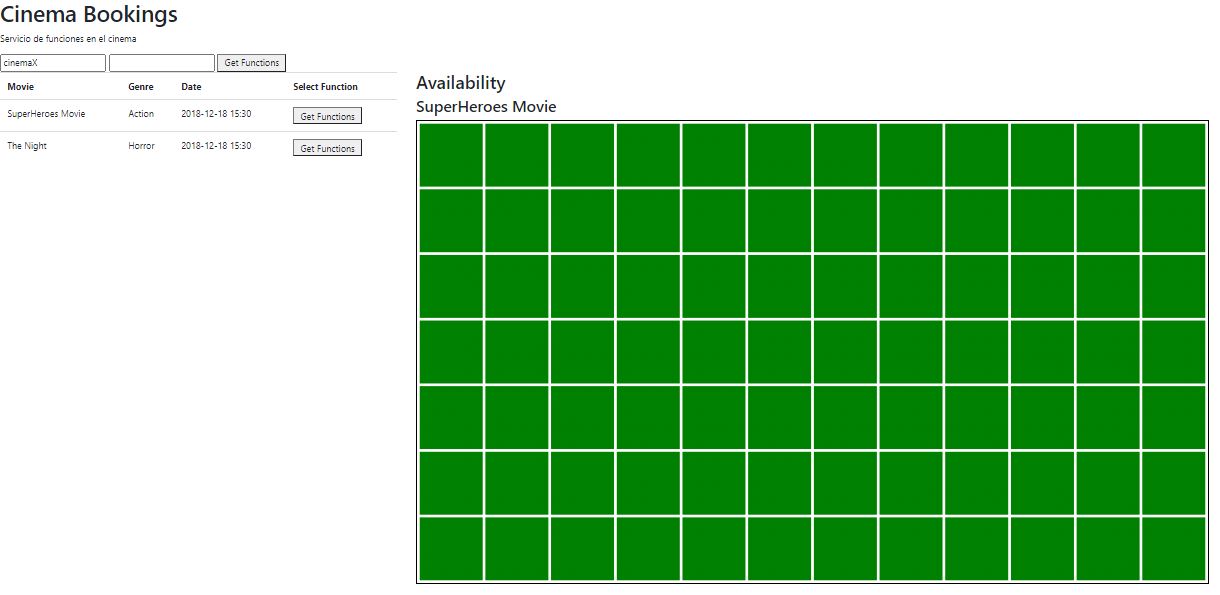 Cinema Bookings
Servicio de funciones en el cinema
cinemaX Get Functions
Movie Genre Date Select Function
SuperHeroes Movie Action 2018-12-18 15:30 Get Functions
The Night Horror 2018-12-18 15:30 Get Functions
Availability
SuperHeroes Movie